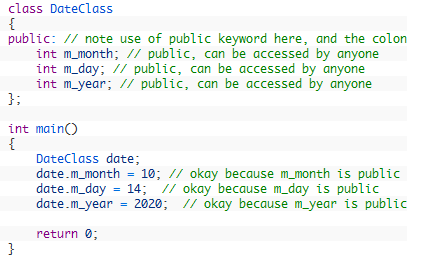 class DateClass
{
public: // note use of public keyword here, and the colon
    int m_month; // public, can be accessed by anyone
    int m_day; // public, can be accessed by anyone
    int m_year; // public, can be accessed by anyone
};

int main()
{
    DateClass date;
    date.m_month = 10; // okay because m_month is public
    date.m_day = 14;  // okay because m_day is public
    date.m_year = 2020;  // okay because m_year is public

    return 0;
}